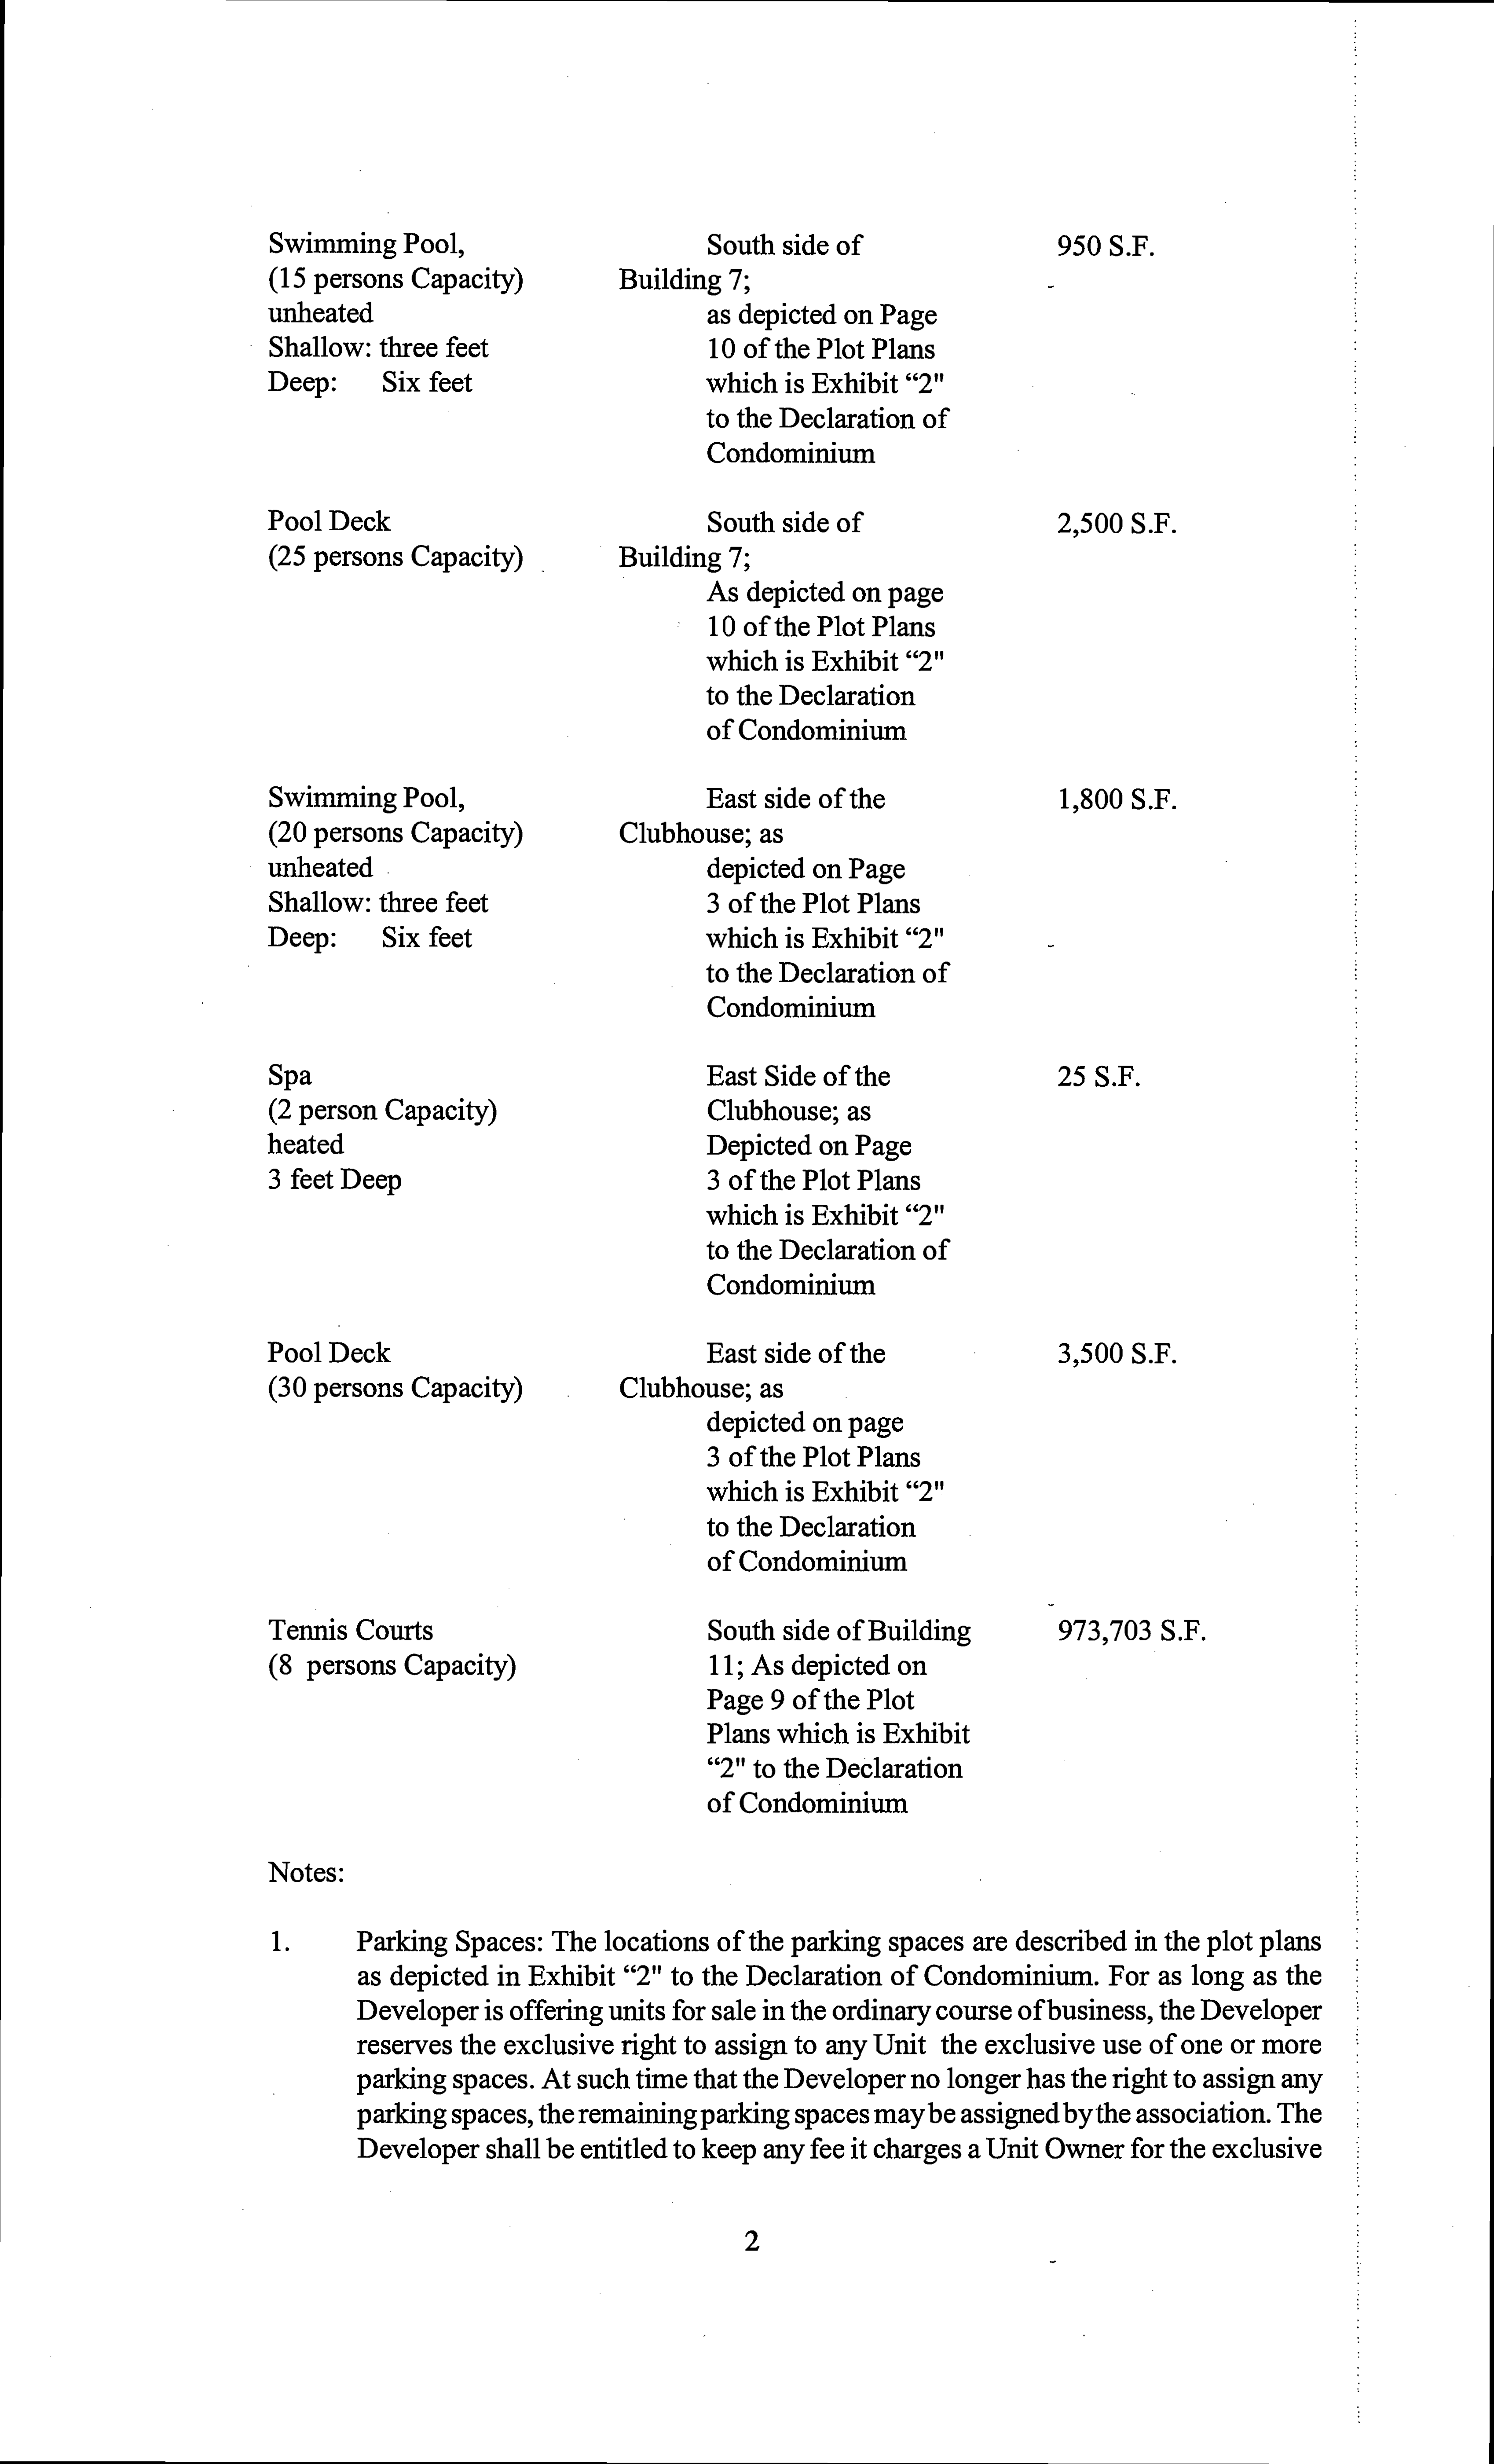 Swimming Pool, South side of 950 S.F.
(15 persons Capacity) Building 7;
unheated as depicted on Page
Shallow: three feet 10 of the Plot Plans
Deep: Six feet which is Exhibit “2"
to the Declaration of
Condominium
Pool Deck South side of 2,500 S.F.
(25 persons Capacity) Building 7;
As depicted on page
10 of the Plot Plans
which is Exhibit “2"
to the Declaration
of Condominium
Swimming Pool, East side of the 1,800 S.F.
(20 persons Capacity) Clubhouse; as
unheated depicted on Page
Shallow: three feet 3 of the Plot Plans
Deep: Six feet which is Exhibit “2"
to the Declaration of
Condominium
Spa East Side of the 25 S.F.
(2 person Capacity) Clubhouse; as
heated Depicted on Page
3 feet Deep 3 of the Plot Plans
which is Exhibit “2"
to the Declaration of
Condominium
Pool Deck East side of the 3,500 S.F.
(30 persons Capacity) Clubhouse; as
depicted on page
3 of the Plot Plans
which is Exhibit “2"
to the Declaration
of Condominium
Tennis Courts South side of Building 973,703 S.F.
(8 persons Capacity) 11; As depicted on
Page 9 of the Plot
Plans which is Exhibit
“2" to the Declaration
of Condominium
Notes:
1. Parking Spaces: The locations of the parking spaces are described in the plot plans
as depicted in Exhibit “2" to the Declaration of Condominium. For as long as the
Developer is offering units for sale in the ordinary course of business, the Developer
reserves the exclusive right to assign to any Unit the exclusive use of one or more
parking spaces. At such time that the Developer no longer has the right to assign any
parking spaces, the remaining parking spaces may be assigned by the association. The
Developer shall be entitled to keep any fee it charges a Unit Owner for the exclusive
2